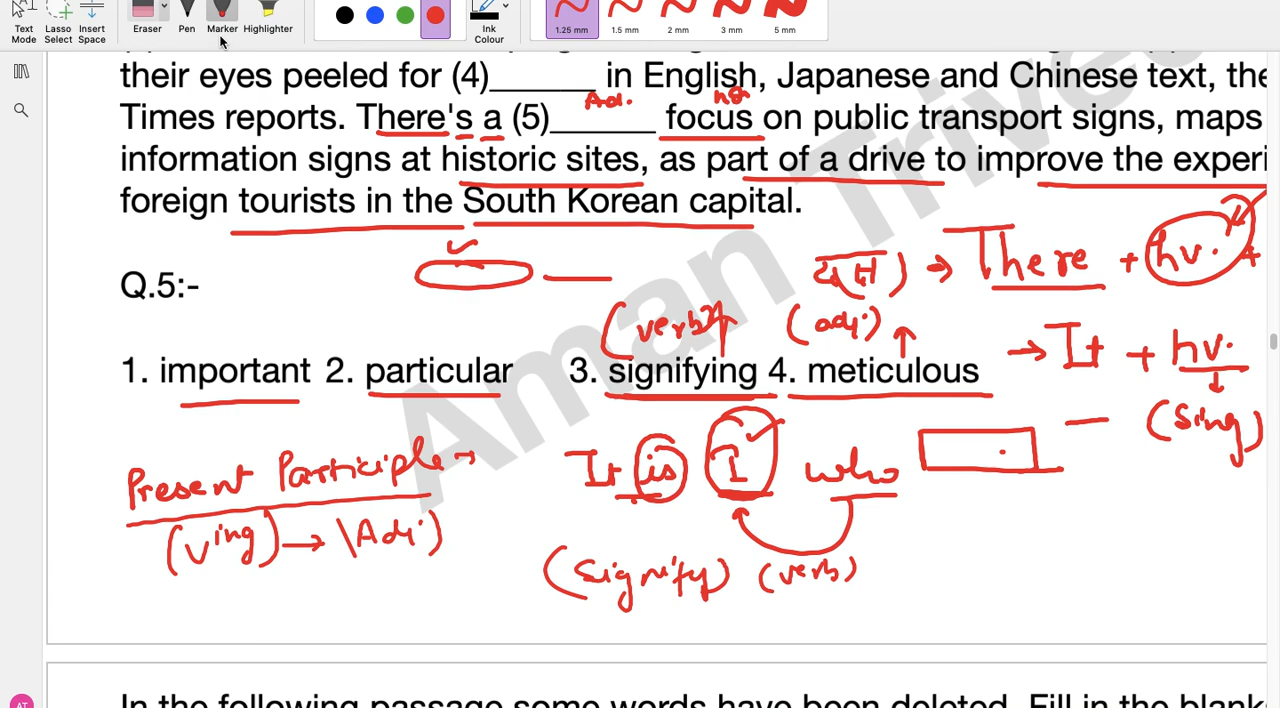 Text Mode
Lasso Select
Insert Space
Eraser
Pen
Marker
Highlighter
Ink Colour
1.25 mm
1.5 mm
2 mm
3 mm
5 mm
their eyes peeled for (4)______ in English, Japanese and Chinese text, the
Adj.
Times reports. There's a (5)______ focus on public transport signs, maps
information signs at historic sites, as part of a drive to improve the experi
foreign tourists in the South Korean capital.
→ There + hv. +
Q.5:-
(verb)
(adj)
→ It + hv.
1. important 2. particular 3. signifying 4. meticulous
— (Sing)
Present Participle →
It is I who
(Ving) → \Adj)
(signify) (verb)
In the following passage some words have been deleted. Fill in the blank
Aman Trived
AT